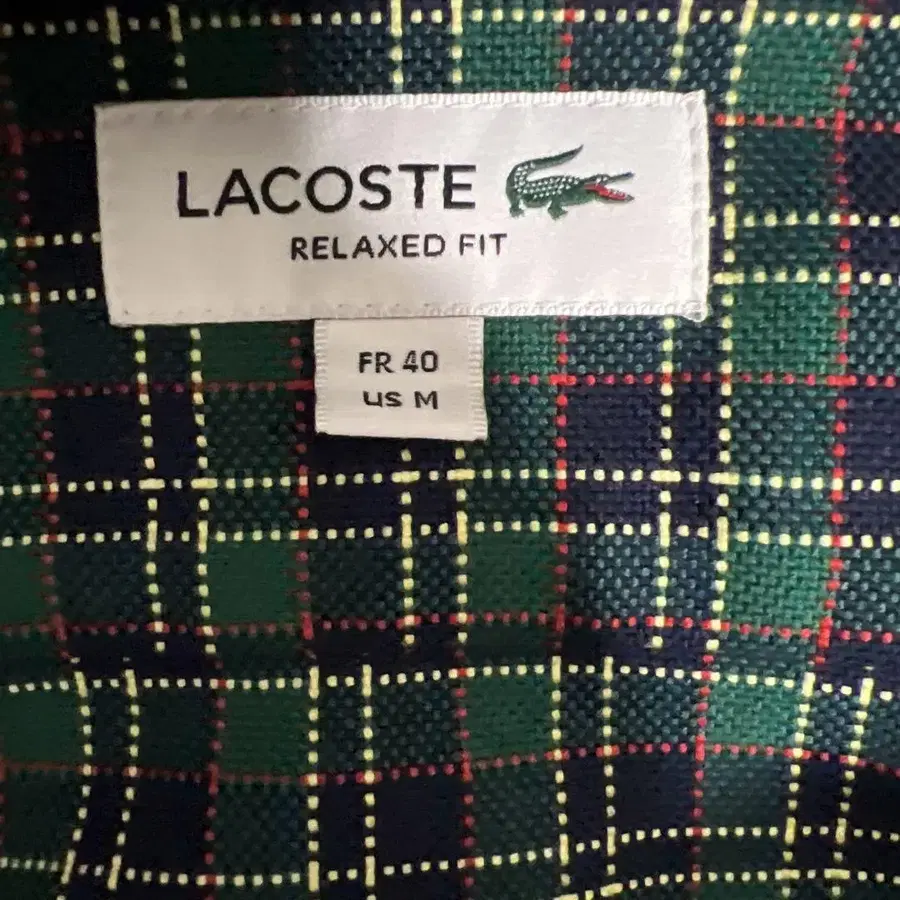 LACOSTE
RELAXED FIT
FR 40
US M